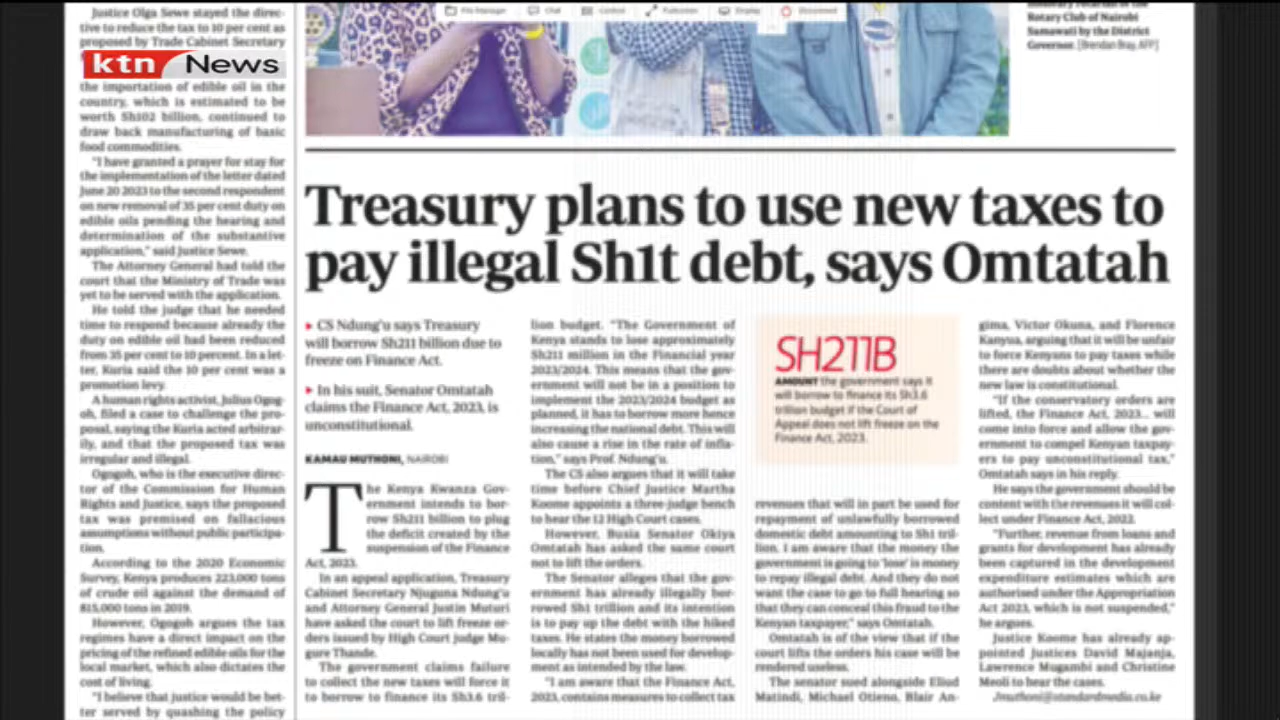 File Manager
Chat
Control
Fullscreen
Display
Disconnect
ktn News
Justice Olga Sewe stayed the direc-
tive to reduce the tax to 10 per cent as
proposed by Trade Cabinet Secretary
the importation of edible oil in the
country, which is estimated to be
worth Sh102 billion, continued to
draw back manufacturing of basic
food commodities.
"I have granted a prayer for stay for
the implementation of the letter dated
June 20 2023 to the second respondent
on new removal of 35 per cent duty on
edible oils pending the hearing and
determination of the substantive
application," said Justice Sewe.
The Attorney General had told the
court that the Ministry of Trade was
yet to be served with the application.
He told the judge that he needed
time to respond because already the
duty on edible oil had been reduced
from 35 per cent to 10 percent. In a let-
ter, Kuria said the 10 per cent was a
promotion levy.
A human rights activist, Julius Ogog-
oh, filed a case to challenge the pro-
posal, saying the Kuria acted arbitrar-
ily, and that the proposed tax was
irregular and illegal.
Ogogoh, who is the executive direc-
tor of the Commission for Human
Rights and Justice, says the proposed
tax was premised on fallacious
assumptions without public participa-
tion.
According to the 2020 Economic
Survey, Kenya produces 223,000 tons
of crude oil against the demand of
815,000 tons in 2019.
However, Ogogoh argues the tax
regimes have a direct impact on the
pricing of the refined edible oils for the
local market, which also dictates the
cost of living.
"I believe that justice would be bet-
ter served by quashing the policy
Rotary Club of Nairobi
Samawati by the District
Governor. [Brendan Bray, AFP]
Treasury plans to use new taxes to
pay illegal Sh1t debt, says Omtatah
CS Ndung'u says Treasury
will borrow Sh211 billion due to
freeze on Finance Act.
In his suit, Senator Omtatah
claims the Finance Act, 2023, is
unconstitutional.
KAMAU MUTHONI, NAIROBI
The Kenya Kwanza Gov-
ernment intends to bor-
row Sh211 billion to plug
the deficit created by the
suspension of the Finance
Act, 2023.
In an appeal application, Treasury
Cabinet Secretary Njuguna Ndung'u
and Attorney General Justin Muturi
have asked the court to lift freeze or-
ders issued by High Court judge Mu-
gure Thande.
The government claims failure
to collect the new taxes will force it
to borrow to finance its Sh3.6 tril-
lion budget. "The Government of
Kenya stands to lose approximately
Sh211 million in the Financial year
2023/2024. This means that the gov-
ernment will not be in a position to
implement the 2023/2024 budget as
planned, it has to borrow more hence
increasing the national debt. This will
also cause a rise in the rate of infla-
tion," says Prof. Ndung'u.
The CS also argues that it will take
time before Chief Justice Martha
Koome appoints a three-judge bench
to hear the 12 High Court cases.
However, Busia Senator Okiya
Omtatah has asked the same court
not to lift the orders.
The Senator alleges that the gov-
ernment has already illegally bor-
rowed Sh1 trillion and its intention
is to pay up the debt with the hiked
taxes. He states the money borrowed
locally has not been used for develop-
ment as intended by the law.
"I am aware that the Finance Act,
2023, contains measures to collect tax
SH211B
AMOUNT the government says it
will borrow to finance its Sh3.6
trillion budget if the Court of
Appeal does not lift freeze on the
Finance Act, 2023.
revenues that will in part be used for
repayment of unlawfully borrowed
domestic debt amounting to Sh1 tril-
lion. I am aware that the money the
government is going to 'lose' is money
to repay illegal debt. And they do not
want the case to go to full hearing so
that they can conceal this fraud to the
Kenyan taxpayer," says Omtatah.
Omtatah is of the view that if the
court lifts the orders his case will be
rendered useless.
The senator sued alongside Eliud
Matindi, Michael Otieno, Blair An-
gima, Victor Okuna, and Florence
Kanyua, arguing that it will be unfair
to force Kenyans to pay taxes while
there are doubts about whether the
new law is constitutional.
"If the conservatory orders are
lifted, the Finance Act, 2023... will
come into force and allow the gov-
ernment to compel Kenyan taxpay-
ers to pay unconstitutional tax,"
Omtatah says in his reply.
He says the government should be
content with the revenues it will col-
lect under Finance Act, 2022.
"Further, revenue from loans and
grants for development has already
been captured in the development
expenditure estimates which are
authorised under the Appropriation
Act 2023, which is not suspended,"
he argues.
Justice Koome has already ap-
pointed Justices David Majanja,
Lawrence Mugambi and Christine
Meoli to hear the cases.
Jmuthoni@standardmedia.co.ke